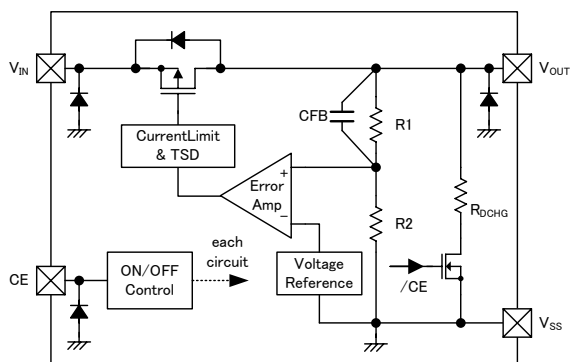 VIN
VOUT
CFB
R1
CurrentLimit
& TSD
+
Error
Amp
−
R2
RDCHG
each
circuit
CE
ON/OFF
Control
Voltage
Reference
/CE
VSS